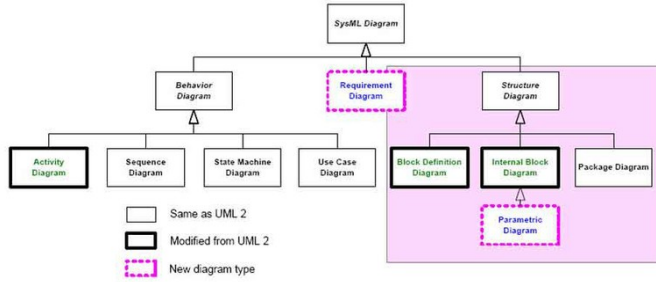 SysML Diagram
Behavior
Diagram
Requirement
Diagram
Structure
Diagram
Activity
Diagram
Sequence
Diagram
State Machine
Diagram
Use Case
Diagram
Block Definition
Diagram
Internal Block
Diagram
Package Diagram
Parametric
Diagram
Same as UML 2
Modified from UML 2
New diagram type